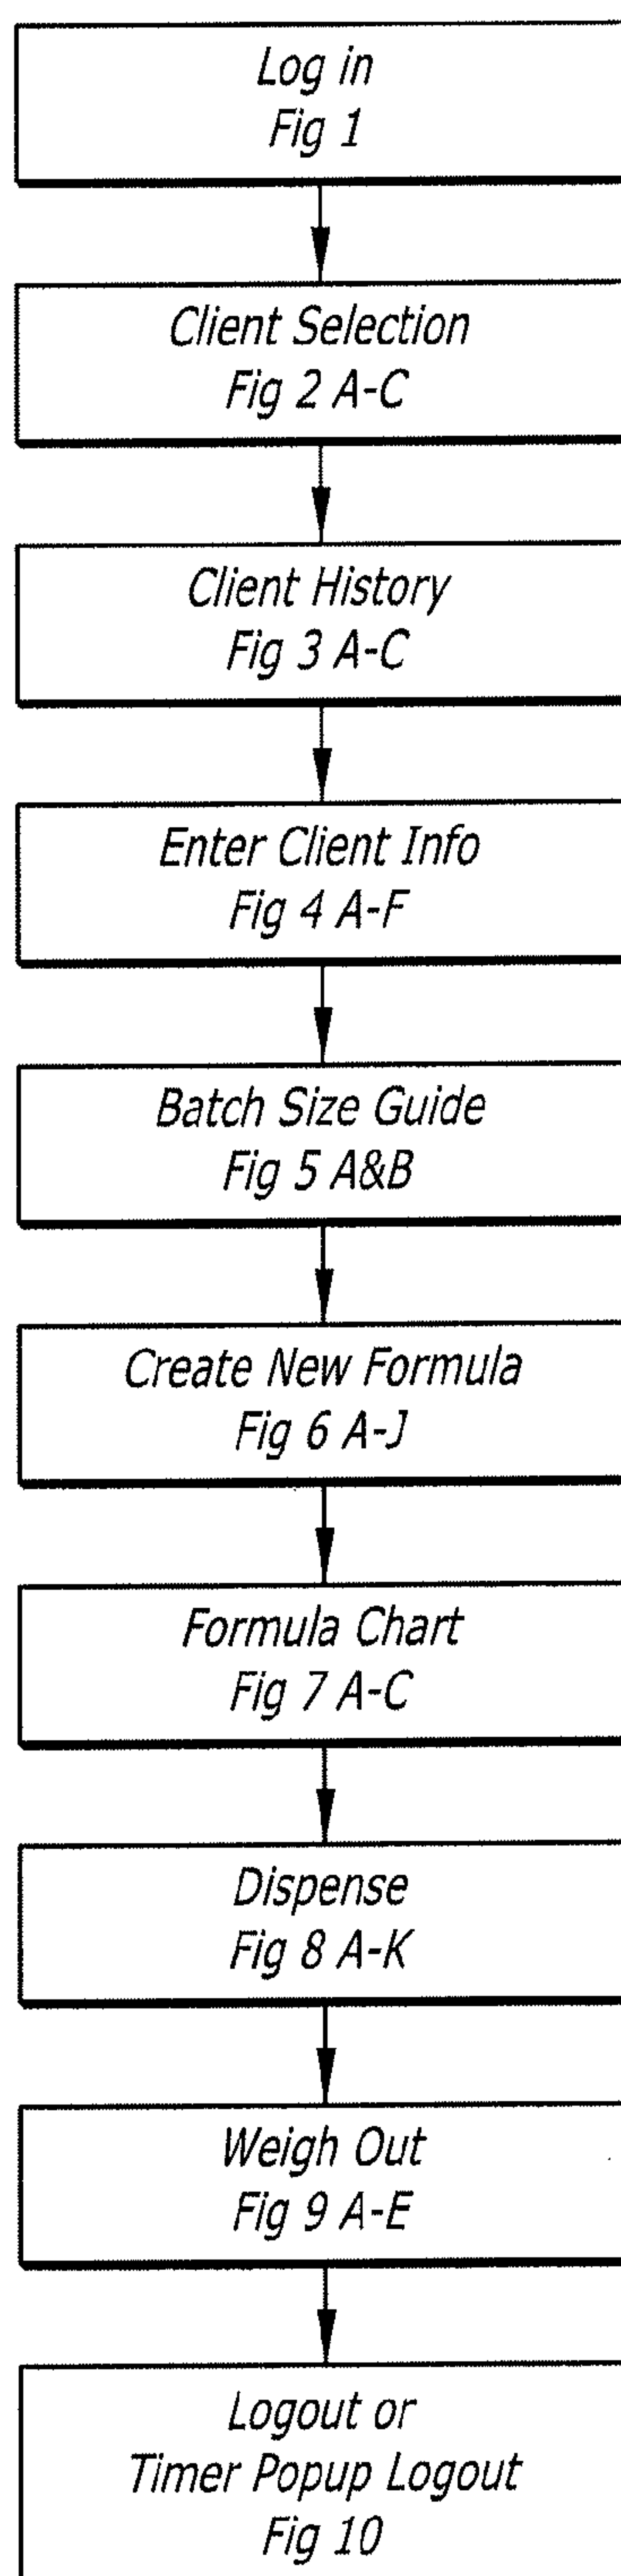 Log in
Fig 1
Client Selection
Fig 2 A-C
Client History
Fig 3 A-C
Enter Client Info
Fig 4 A-F
Batch Size Guide
Fig 5 A&B
Create New Formula
Fig 6 A-J
Formula Chart
Fig 7 A-C
Dispense
Fig 8 A-K
Weigh Out
Fig 9 A-E
Logout or
Timer Popup Logout
Fig 10